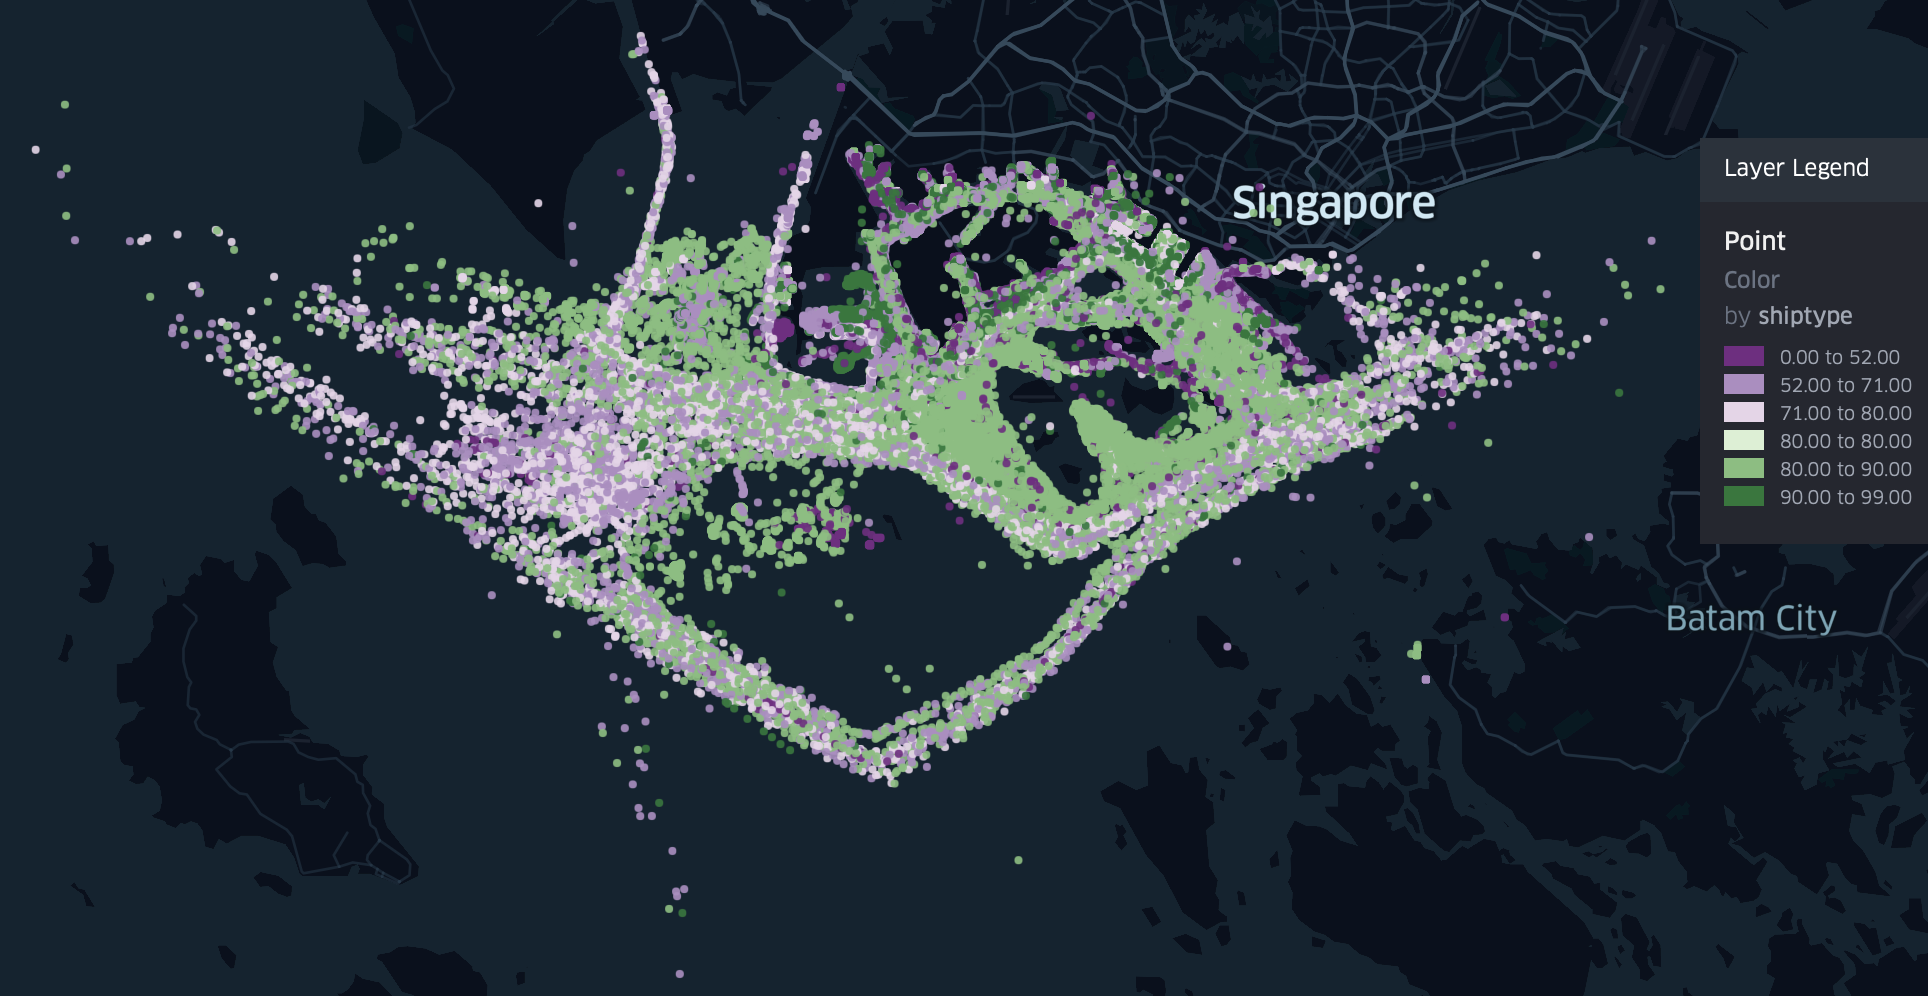 Singapore
Layer Legend
Point
Color
by shiptype
0.00 to 52.00
52.00 to 71.00
71.00 to 80.00
80.00 to 80.00
80.00 to 90.00
90.00 to 99.00
Batam City